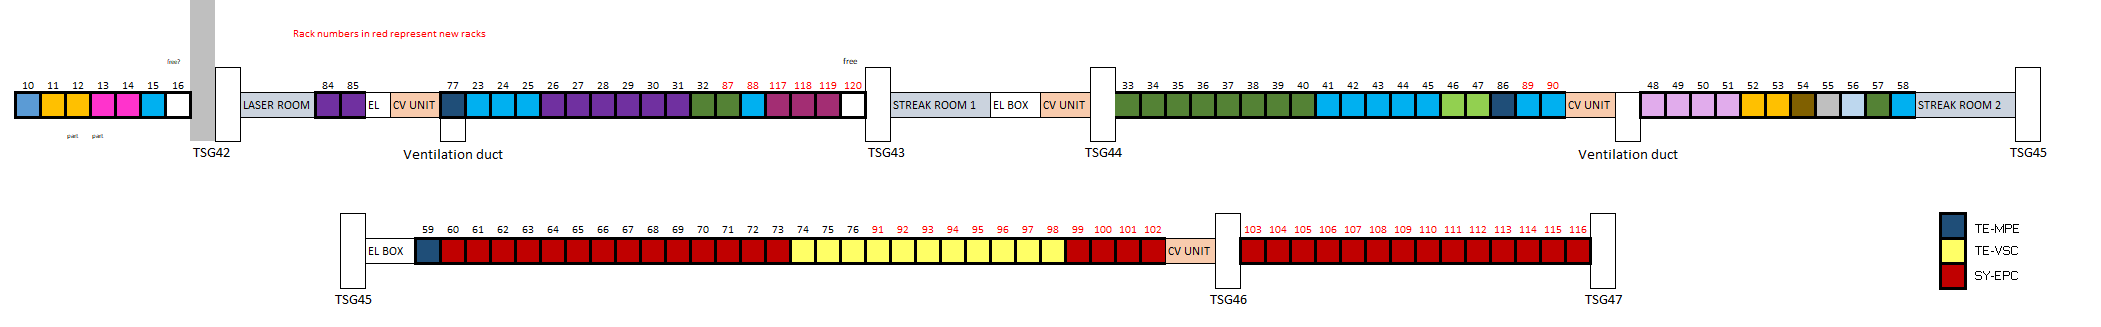 Rack numbers in red represent new racks
free?
free
10 11 12 13 14 15 16 84 85 77 23 24 25 26 27 28 29 30 31 32 87 88 117 118 119 120 33 34 35 36 37 38 39 40 41 42 43 44 45 46 47 86 89 90 48 49 50 51 52 53 54 55 56 57 58
LASER ROOM EL CV UNIT STREAK ROOM 1 EL BOX CV UNIT CV UNIT STREAK ROOM 2
part part
TSG42 Ventilation duct TSG43 TSG44 Ventilation duct TSG45
59 60 61 62 63 64 65 66 67 68 69 70 71 72 73 74 75 76 91 92 93 94 95 96 97 98 99 100 101 102 103 104 105 106 107 108 109 110 111 112 113 114 115 116
EL BOX CV UNIT
TSG45 TSG46 TSG47
TE-MPE
TE-VSC
SY-EPC